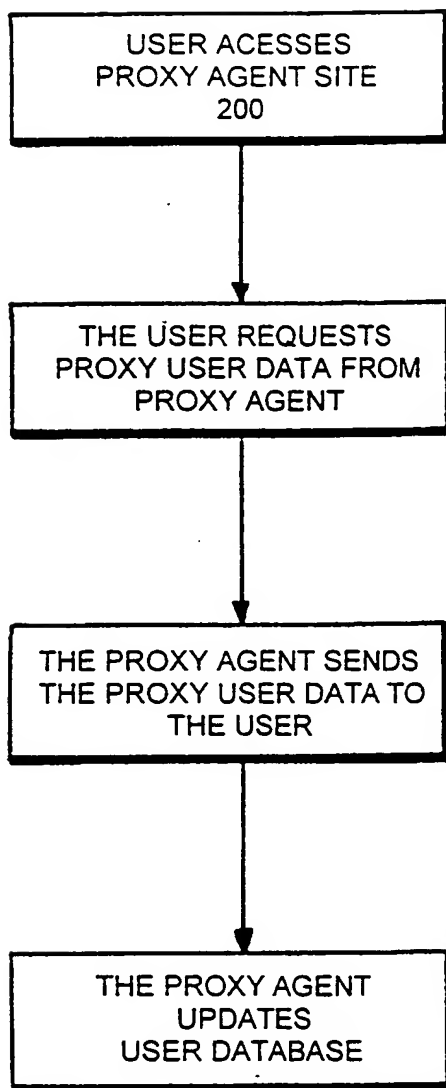 USER ACESSES
PROXY AGENT SITE
200
THE USER REQUESTS
PROXY USER DATA FROM
PROXY AGENT
THE PROXY AGENT SENDS
THE PROXY USER DATA TO
THE USER
THE PROXY AGENT
UPDATES
USER DATABASE